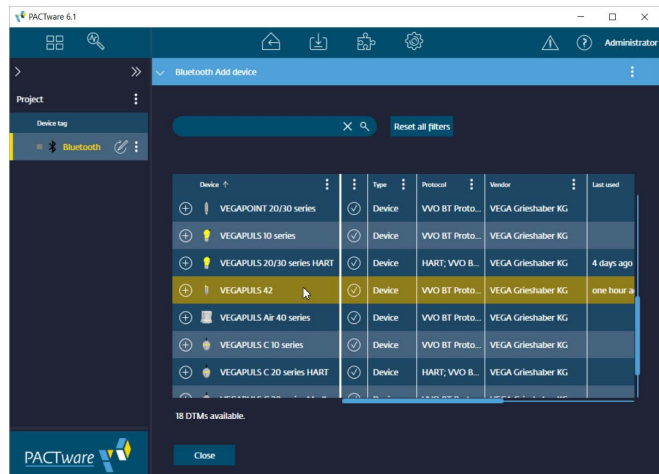 PACTware 6.1
Administrator
Bluetooth Add device
Project
Device tag
Bluetooth
Reset all filters
Device Type Protocol Vendor Last used
VEGAPOINT 20/30 series Device VVO BT Proto... VEGA Grieshaber KG
VEGAPULS 10 series Device VVO BT Proto... VEGA Grieshaber KG
VEGAPULS 20/30 series HART Device HART; VVO B... VEGA Grieshaber KG 4 days ago
VEGAPULS 42 Device VVO BT Proto... VEGA Grieshaber KG one hour a
VEGAPULS Air 40 series Device VVO BT Proto... VEGA Grieshaber KG
VEGAPULS C 10 series Device VVO BT Proto... VEGA Grieshaber KG
VEGAPULS C 20 series HART Device HART; VVO B... VEGA Grieshaber KG
18 DTMs available.
Close
PACTware